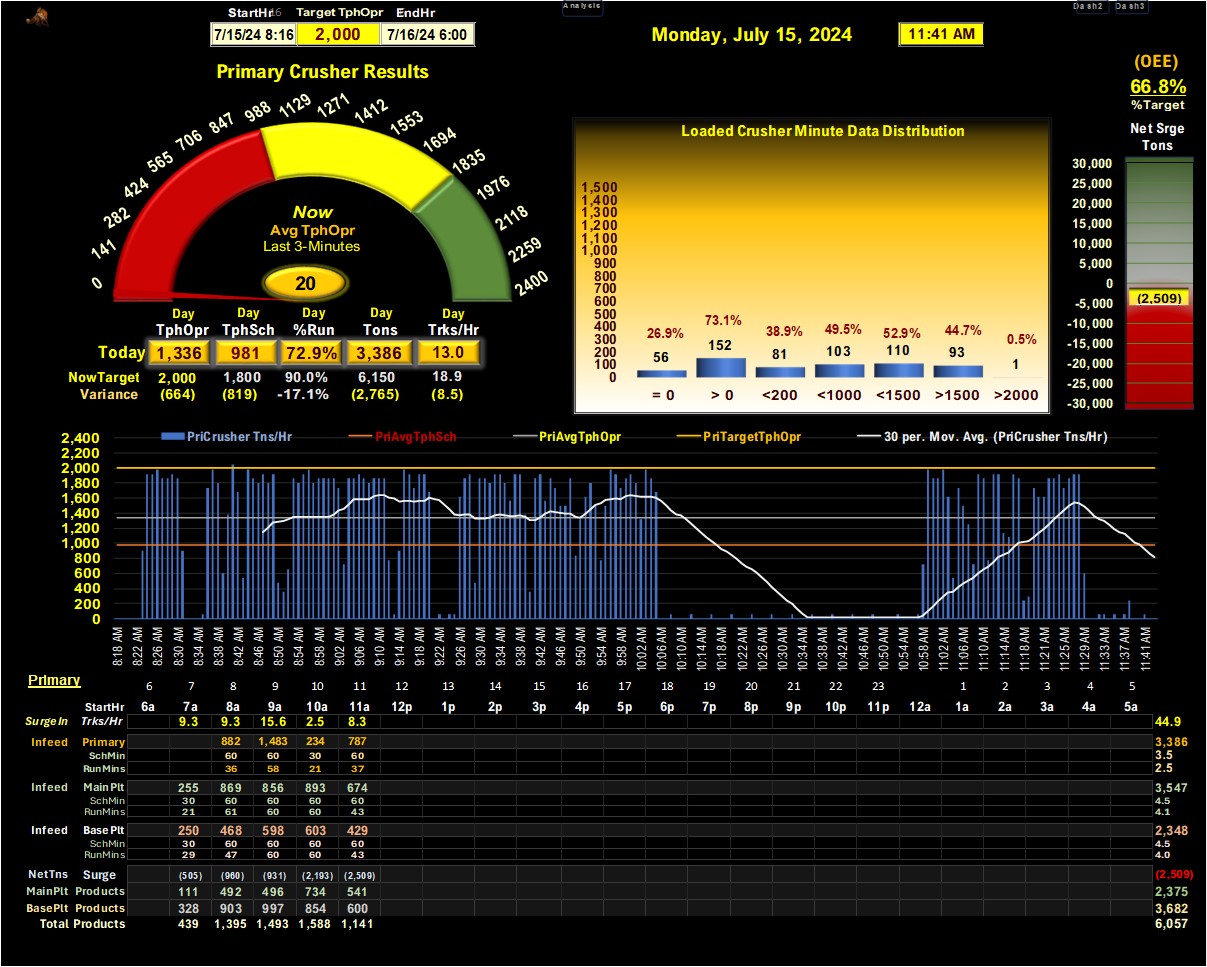 Analysis
Dash2 Dash3
StartHr 16 Target TphOpr EndHr
7/15/24 8:16 2,000 7/16/24 6:00
Monday, July 15, 2024
11:41 AM
(OEE)
66.8%
%Target
Primary Crusher Results
0 141 282 424 565 706 847 988 1129 1271 1412 1553 1694 1835 1976 2118 2259 2400
Now
Avg TphOpr
Last 3-Minutes
20
Day Day Day Day Day
TphOpr TphSch %Run Tons Trks/Hr
Today 1,336 981 72.9% 3,386 13.0
NowTarget 2,000 1,800 90.0% 6,150 18.9
Variance (664) (819) -17.1% (2,765) (8.5)
Loaded Crusher Minute Data Distribution
1,500
1,400
1,300
1,200
1,100
1,000
900
800
700
600
500
400
300
200
100
0
26.9% 73.1% 38.9% 49.5% 52.9% 44.7% 0.5%
56 152 81 103 110 93 1
= 0 > 0 <200 <1000 <1500 >1500 >2000
Net Srge
Tons
30,000
25,000
20,000
15,000
10,000
5,000
0
-5,000
-10,000
-15,000
-20,000
-25,000
-30,000
(2,509)
PriCrusher Tns/Hr PriAvgTphSch PriAvgTphOpr PriTargetTphOpr 30 per. Mov. Avg. (PriCrusher Tns/Hr)
2,400
2,200
2,000
1,800
1,600
1,400
1,200
1,000
800
600
400
200
0
8:18 AM 8:22 AM 8:26 AM 8:30 AM 8:34 AM 8:38 AM 8:42 AM 8:46 AM 8:50 AM 8:54 AM 8:58 AM 9:02 AM 9:06 AM 9:10 AM 9:14 AM 9:18 AM 9:22 AM 9:26 AM 9:30 AM 9:34 AM 9:38 AM 9:42 AM 9:46 AM 9:50 AM 9:54 AM 9:58 AM 10:02 AM 10:06 AM 10:10 AM 10:14 AM 10:18 AM 10:22 AM 10:26 AM 10:30 AM 10:34 AM 10:38 AM 10:42 AM 10:46 AM 10:50 AM 10:54 AM 10:58 AM 11:01 AM 11:06 AM 11:10 AM 11:14 AM 11:18 AM 11:21 AM 11:25 AM 11:29 AM 11:33 AM 11:37 AM 11:41 AM
Primary
6 7 8 9 10 11 12 13 14 15 16 17 18 19 20 21 22 23 1 2 3 4 5
StartHr 6a 7a 8a 9a 10a 11a 12p 1p 2p 3p 4p 5p 6p 7p 8p 9p 10p 11p 12a 1a 2a 3a 4a 5a
SurgeIn Trks/Hr 9.3 9.3 15.6 2.5 8.3 44.9
Infeed Primary 882 1,483 234 787 3,386
SchMin 60 60 30 60 3.5
RunMins 36 58 21 37 2.5
Infeed MainPlt 255 869 856 893 674 3,547
SchMin 30 60 60 60 60 4.5
RunMins 21 61 60 60 43 4.1
Infeed BasePlt 250 468 598 603 429 2,348
SchMin 30 60 60 60 60 4.5
RunMins 29 47 60 60 43 4.0
NetTns Surge (505) (960) (931) (2,193) (2,509) (2,509)
MainPlt Products 111 492 496 734 541 2,375
BasePlt Products 328 903 997 854 600 3,682
Total Products 439 1,395 1,493 1,588 1,141 6,057